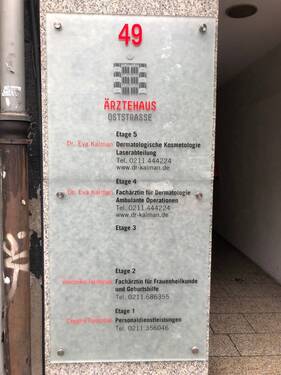 49
ÄRZTEHAUS
OSTSTRASSE
Etage 5
Dr. Eva Kalman Dermatologische Kosmetologie
Laserabteilung
Tel. 0211.444224
www.dr-kalman.de
Etage 4
Dr. Eva Kalman Fachärztin für Dermatologie
Ambulante Operationen
Tel. 0211.444224
www.dr-kalman.de
Etage 3
Etage 2
Fachärztin für Frauenheilkunde
und Geburtshilfe
Tel. 0211.686355
Etage 1
Personaldienstleistungen
Tel. 0211.356046